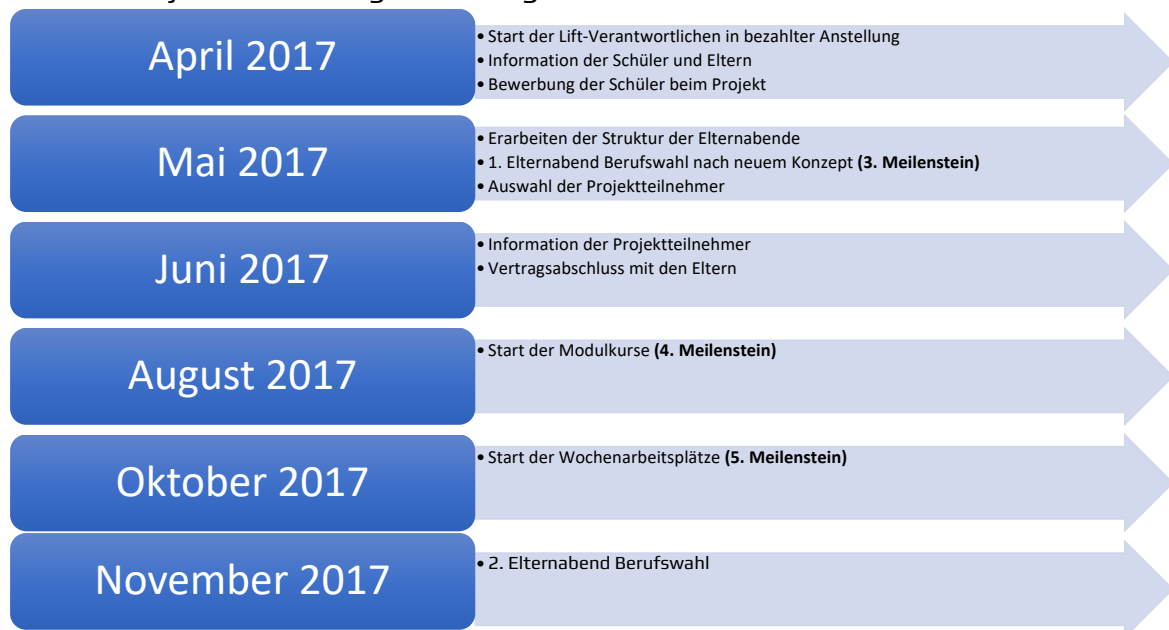 April 2017
• Start der Lift-Verantwortlichen in bezahlter Anstellung
• Information der Schüler und Eltern
• Bewerbung der Schüler beim Projekt
Mai 2017
• Erarbeiten der Struktur der Elternabende
• 1. Elternabend Berufswahl nach neuem Konzept (3. Meilenstein)
• Auswahl der Projektteilnehmer
Juni 2017
• Information der Projektteilnehmer
• Vertragsabschluss mit den Eltern
August 2017
• Start der Modulkurse (4. Meilenstein)
Oktober 2017
• Start der Wochenarbeitsplätze (5. Meilenstein)
November 2017
• 2. Elternabend Berufswahl